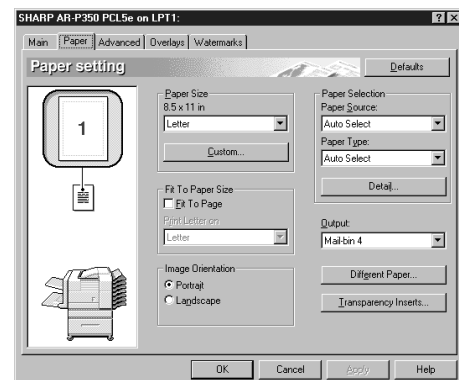 SHARP AR-P350 PCL5e on LPT1:
Main Paper Advanced Overlays Watermarks
Paper setting
Defaults
1
Paper Size
8.5 x 11 in
Letter
Custom...
Fit To Paper Size
Fit To Page
Print Letter on
Letter
Image Orientation
Portrait
Landscape
Paper Selection
Paper Source:
Auto Select
Paper Type:
Auto Select
Detail...
Output:
Mail-bin 4
Different Paper...
Transparency Inserts...
OK Cancel Apply Help